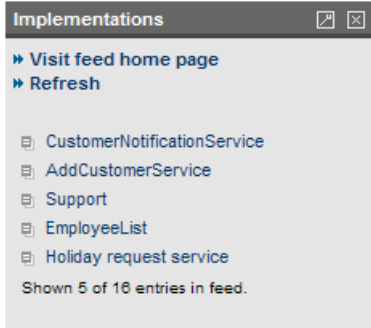 Implementations
Visit feed home page
Refresh
CustomerNotificationService
AddCustomerService
Support
EmployeeList
Holiday request service
Shown 5 of 16 entries in feed.